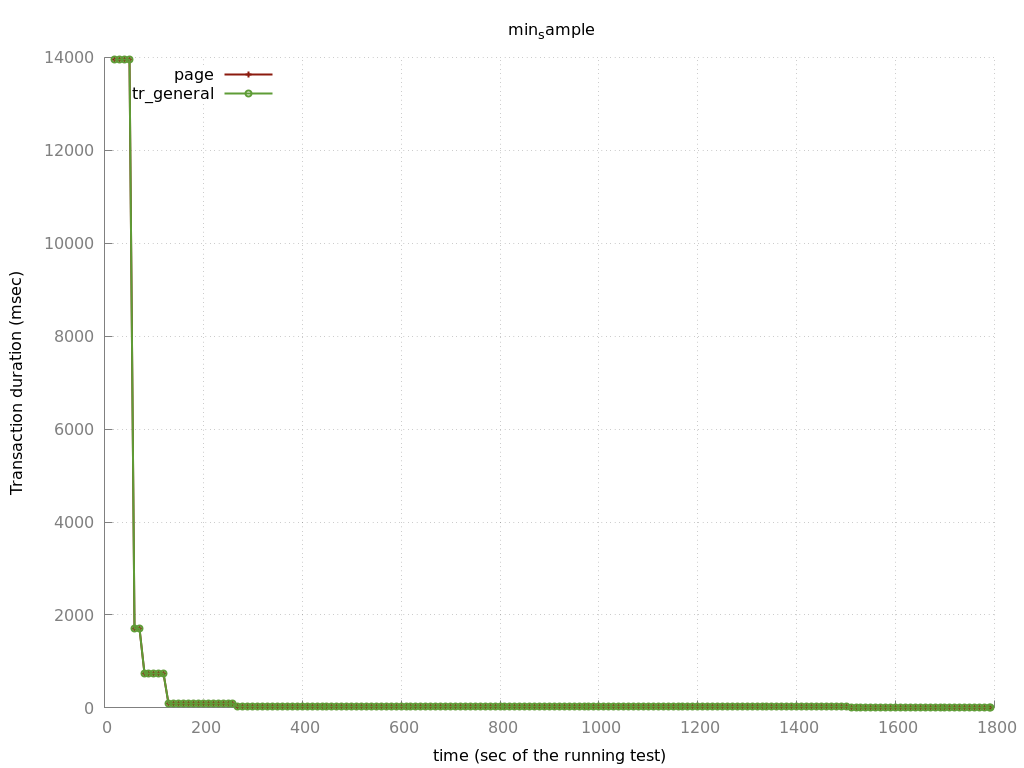 min_sample
page
tr_general
14000
12000
10000
8000
6000
4000
2000
0
Transaction duration (msec)
0 200 400 600 800 1000 1200 1400 1600 1800
time (sec of the running test)